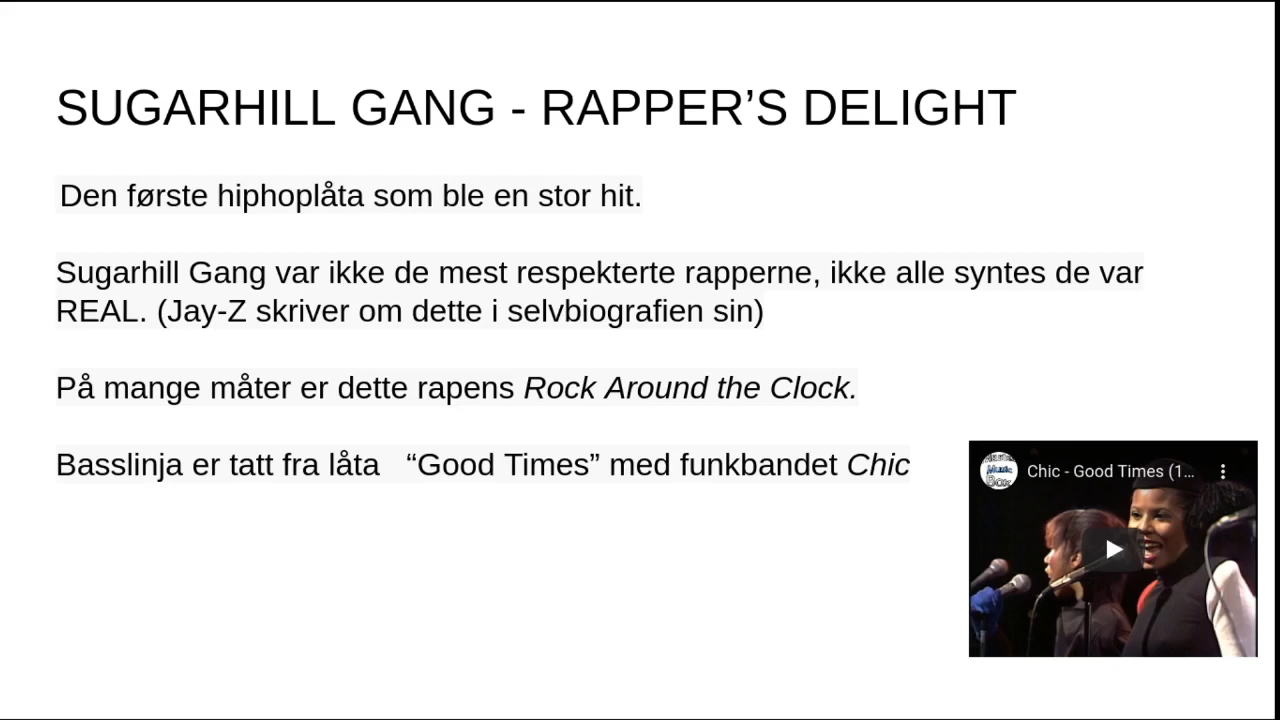 SUGARHILL GANG - RAPPER’S DELIGHT
Den første hiphoplåta som ble en stor hit.
Sugarhill Gang var ikke de mest respekterte rapperne, ikke alle syntes de var
REAL. (Jay-Z skriver om dette i selvbiografien sin)
På mange måter er dette rapens Rock Around the Clock.
Basslinja er tatt fra låta “Good Times” med funkbandet Chic
Music
Box
Chic - Good Times (1...